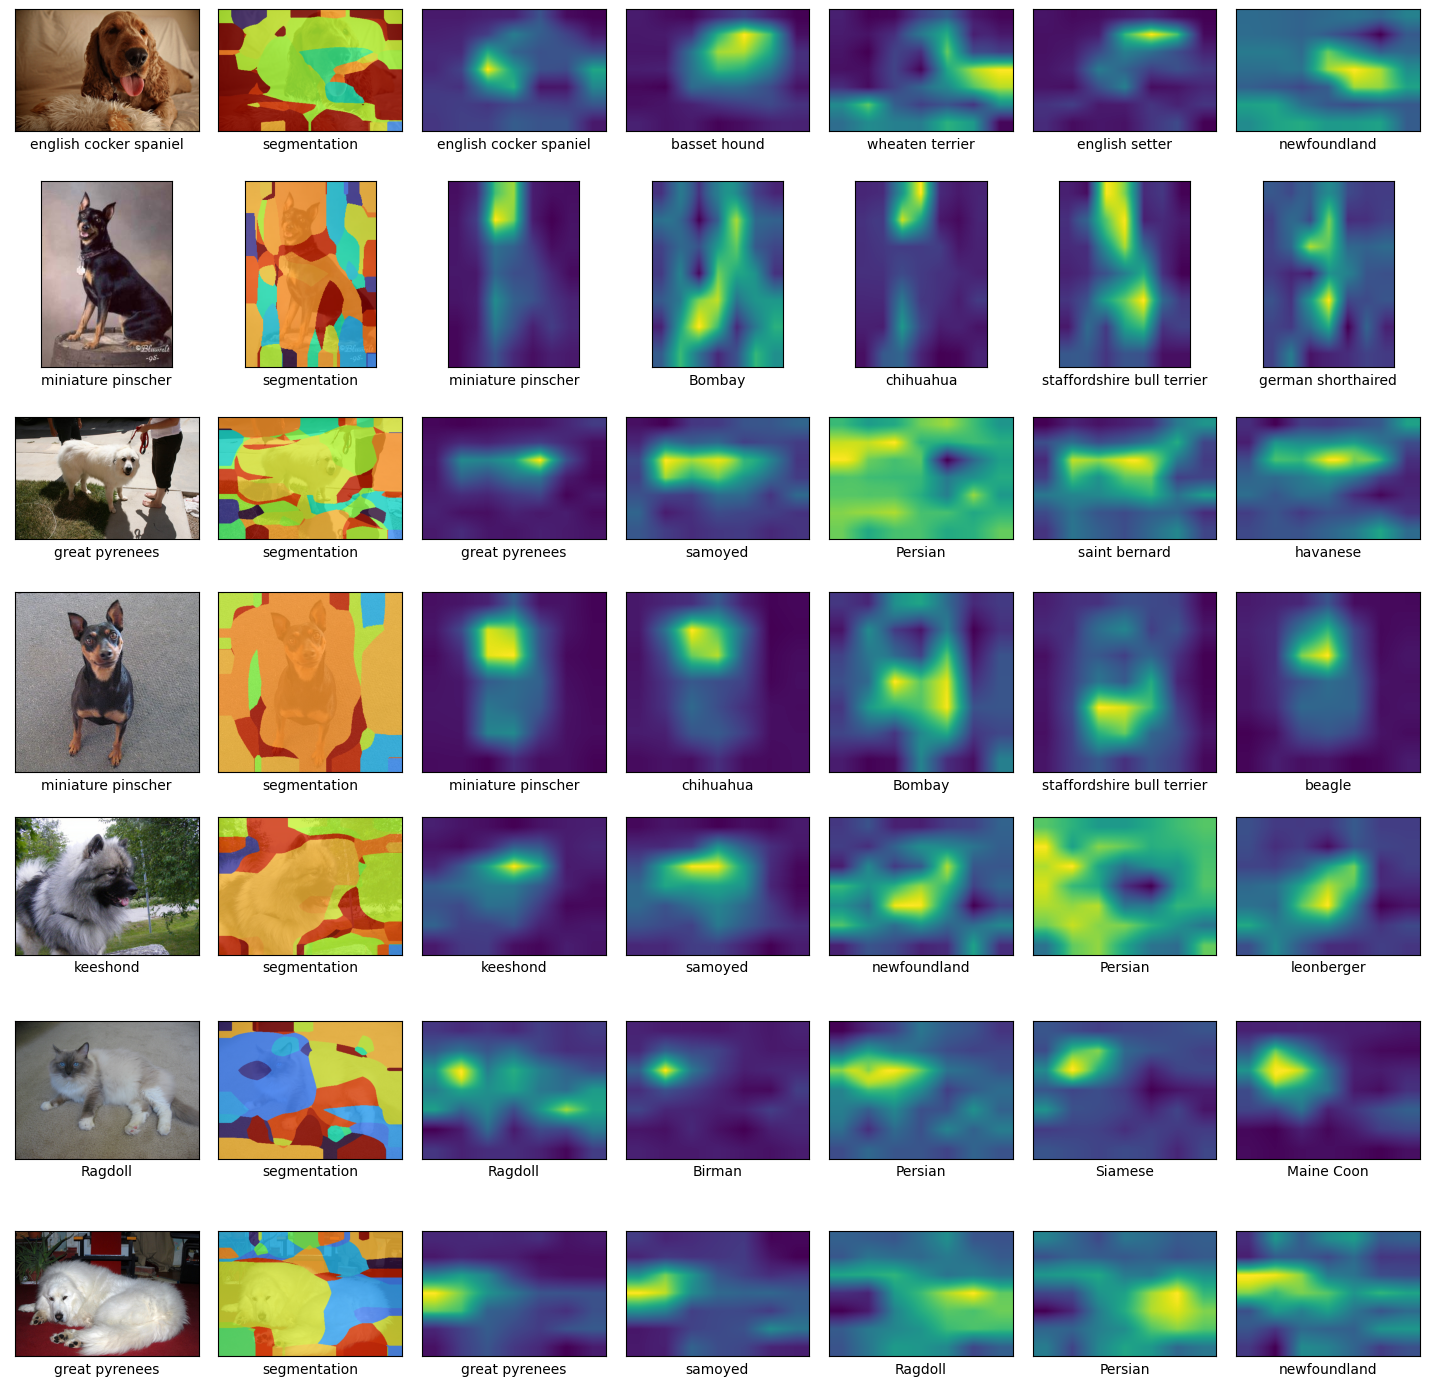 english cocker spaniel segmentation english cocker spaniel basset hound wheaten terrier english setter newfoundland
©Bluewelt
-98-
miniature pinscher segmentation miniature pinscher Bombay chihuahua staffordshire bull terrier german shorthaired
great pyrenees segmentation great pyrenees samoyed Persian saint bernard havanese
miniature pinscher segmentation miniature pinscher chihuahua Bombay staffordshire bull terrier beagle
keeshond segmentation keeshond samoyed newfoundland Persian leonberger
Ragdoll segmentation Ragdoll Birman Persian Siamese Maine Coon
great pyrenees segmentation great pyrenees samoyed Ragdoll Persian newfoundland